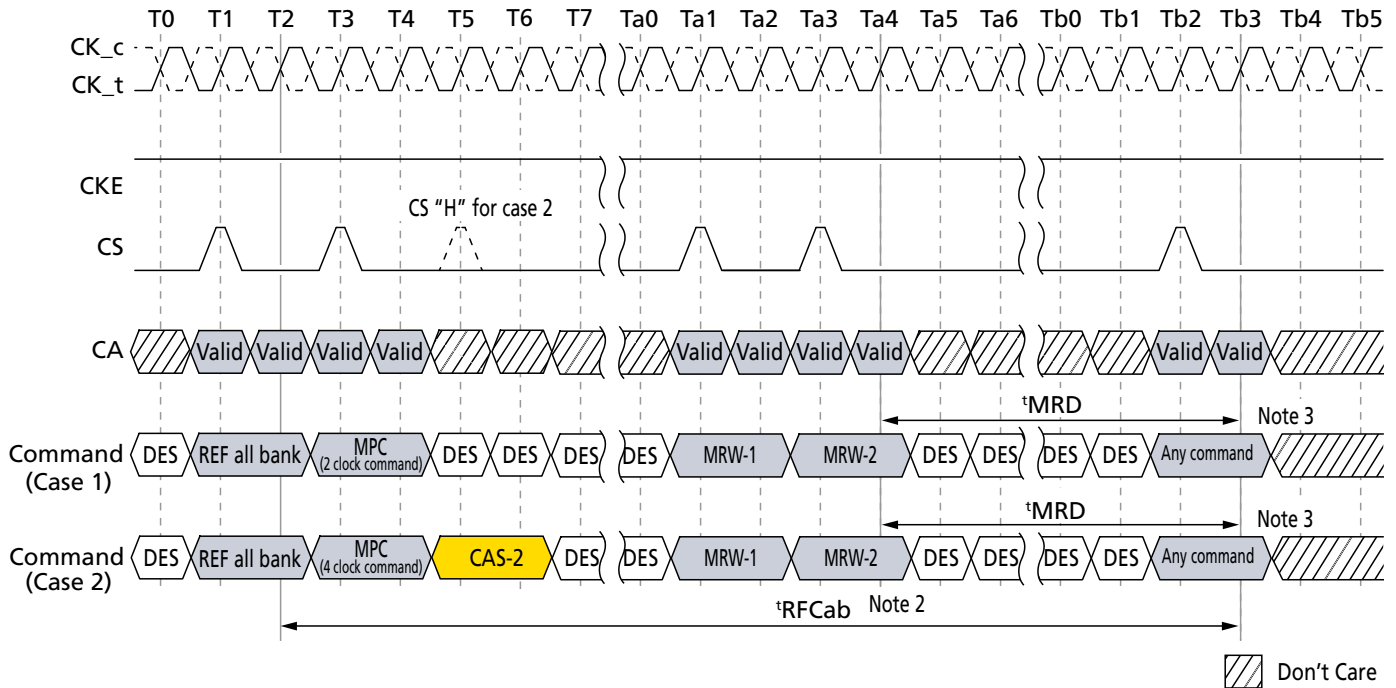 T0 T1 T2 T3 T4 T5 T6 T7 Ta0 Ta1 Ta2 Ta3 Ta4 Ta5 Ta6 Tb0 Tb1 Tb2 Tb3 Tb4 Tb5
CK_c
CK_t
CKE
CS "H" for case 2
CS
CA Valid Valid Valid Valid Valid Valid Valid Valid Valid Valid
tMRD Note 3
Command
(Case 1)
DES REF all bank MPC
(2 clock command)
DES DES DES DES MRW-1 MRW-2 DES DES DES DES Any command
tMRD Note 3
Command
(Case 2)
DES REF all bank MPC
(4 clock command)
CAS-2 DES DES MRW-1 MRW-2 DES DES DES DES Any command
tRFCab Note 2
Don't Care